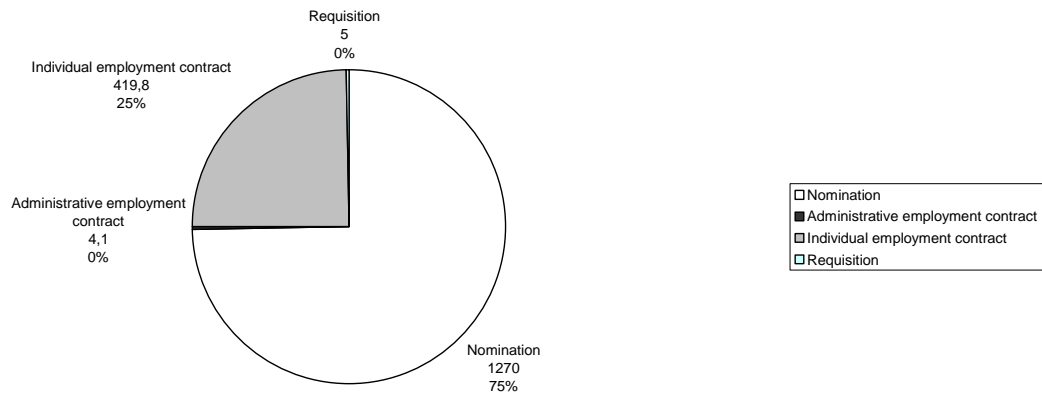 Requisition
5
0%
Individual employment contract
419,8
25%
Administrative employment
contract
4,1
0%
Nomination
1270
75%
Nomination
Administrative employment contract
Individual employment contract
Requisition